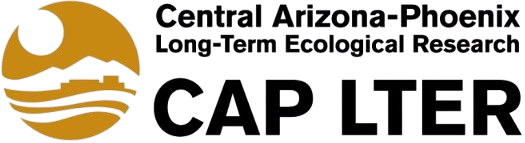 Central Arizona-Phoenix
Long-Term Ecological Research
CAP LTER